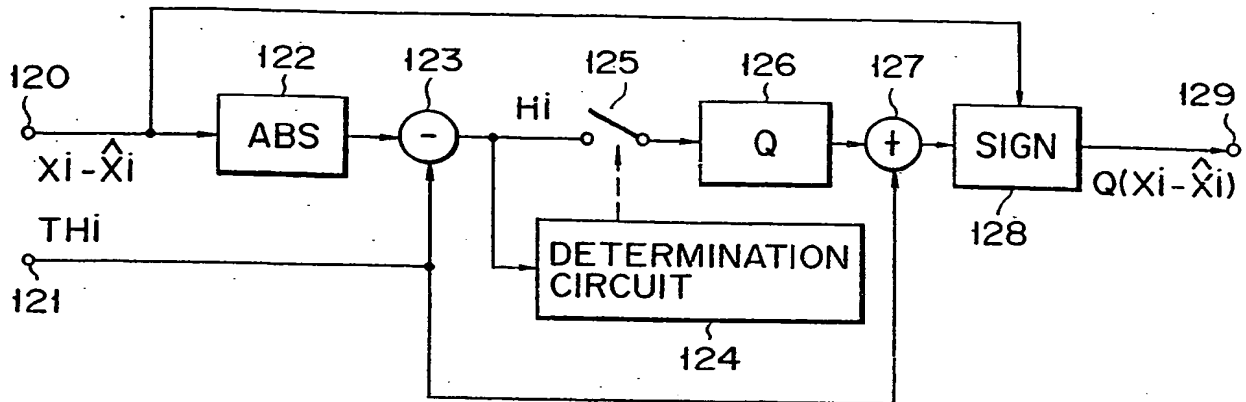 120
122
123
125
126
127
129
ABS
-
Hi
Q
+
SIGN
Xi-X̂i
Q(Xi-X̂i)
128
THi
121
DETERMINATION
CIRCUIT
124